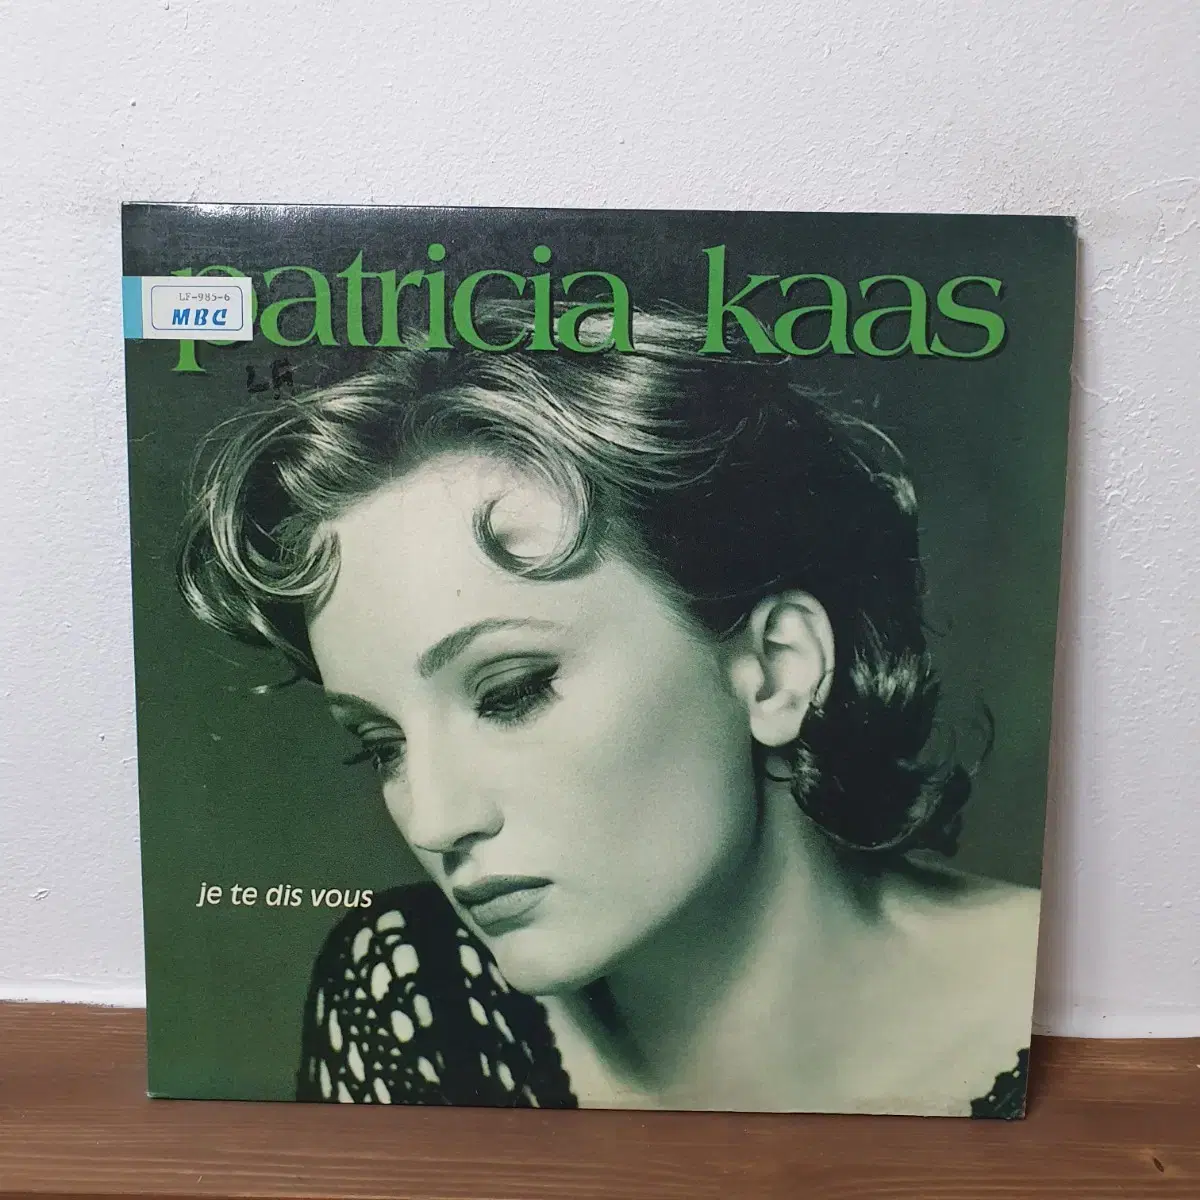 patricia kaas
LF-985-6
MBC
je te dis vous